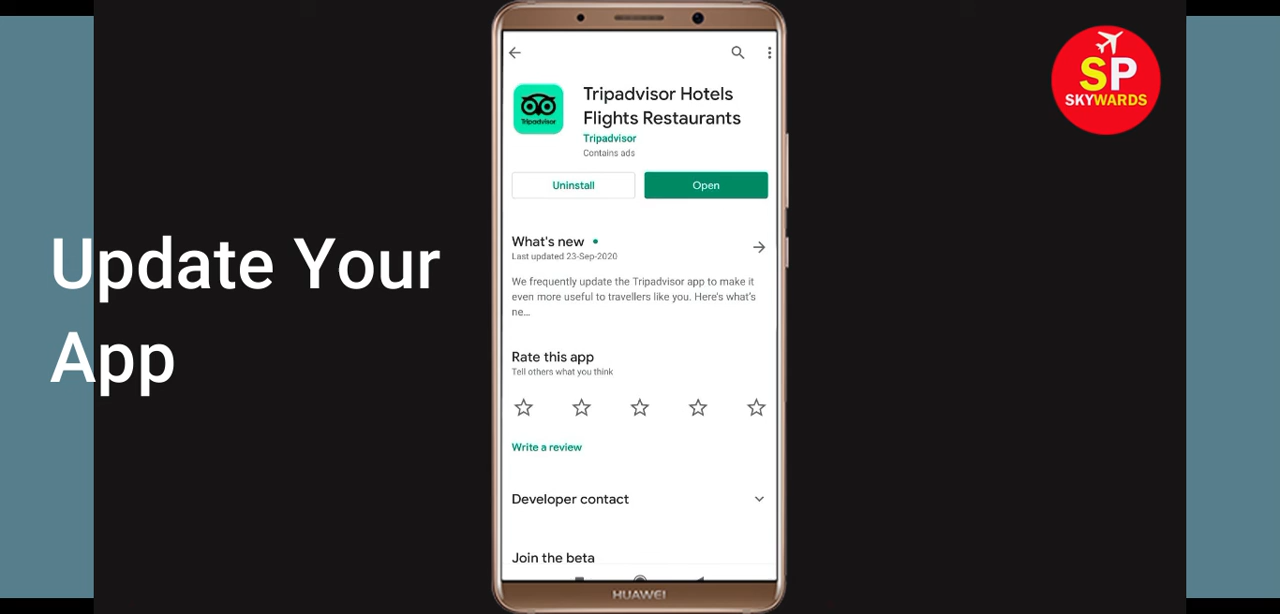 SP
SKYWARDS
Update Your
App
Tripadvisor
Tripadvisor Hotels
Flights Restaurants
Tripadvisor
Contains ads
Uninstall
Open
What's new
Last updated 23-Sep-2020
We frequently update the Tripadvisor app to make it
even more useful to travellers like you. Here's what's
ne...
Rate this app
Tell others what you think
Write a review
Developer contact
Join the beta
HUAWEI